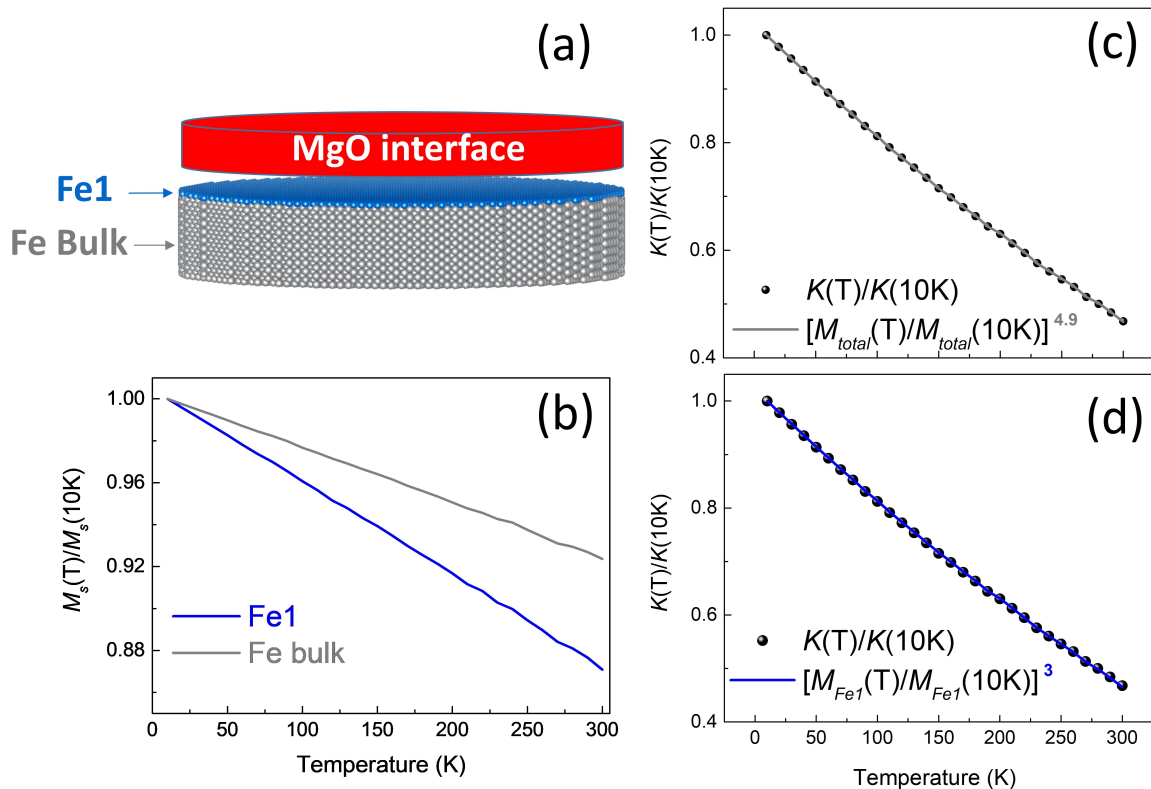 (a)
MgO interface
Fe1
Fe Bulk
(b)
Ms(T)/Ms(10K)
1.00
0.96
0.92
0.88
Fe1
Fe bulk
0 50 100 150 200 250 300
Temperature (K)
(c)
K(T)/K(10K)
1.0
0.8
0.6
0.4
K(T)/K(10K)
[Mtotal(T)/Mtotal(10K)] 4.9
(d)
K(T)/K(10K)
1.0
0.8
0.6
0.4
K(T)/K(10K)
[MFe1(T)/MFe1(10K)] 3
0 50 100 150 200 250 300
Temperature (K)